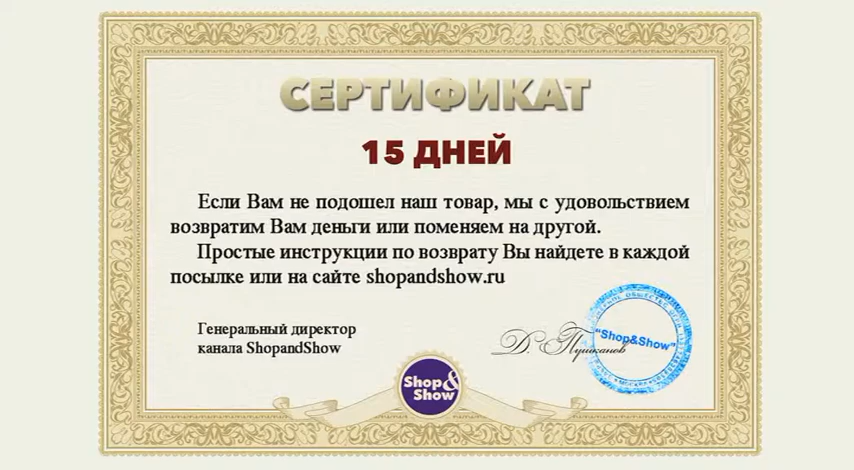 СЕРТИФИКАТ
15 ДНЕЙ
Если Вам не подошел наш товар, мы с удовольствием
возвратим Вам деньги или поменяем на другой.
Простые инструкции по возврату Вы найдете в каждой
посылке или на сайте shopandshow.ru
Генеральный директор
канала ShopandShow
Д.
"Shop&Show"
Shop&
Show